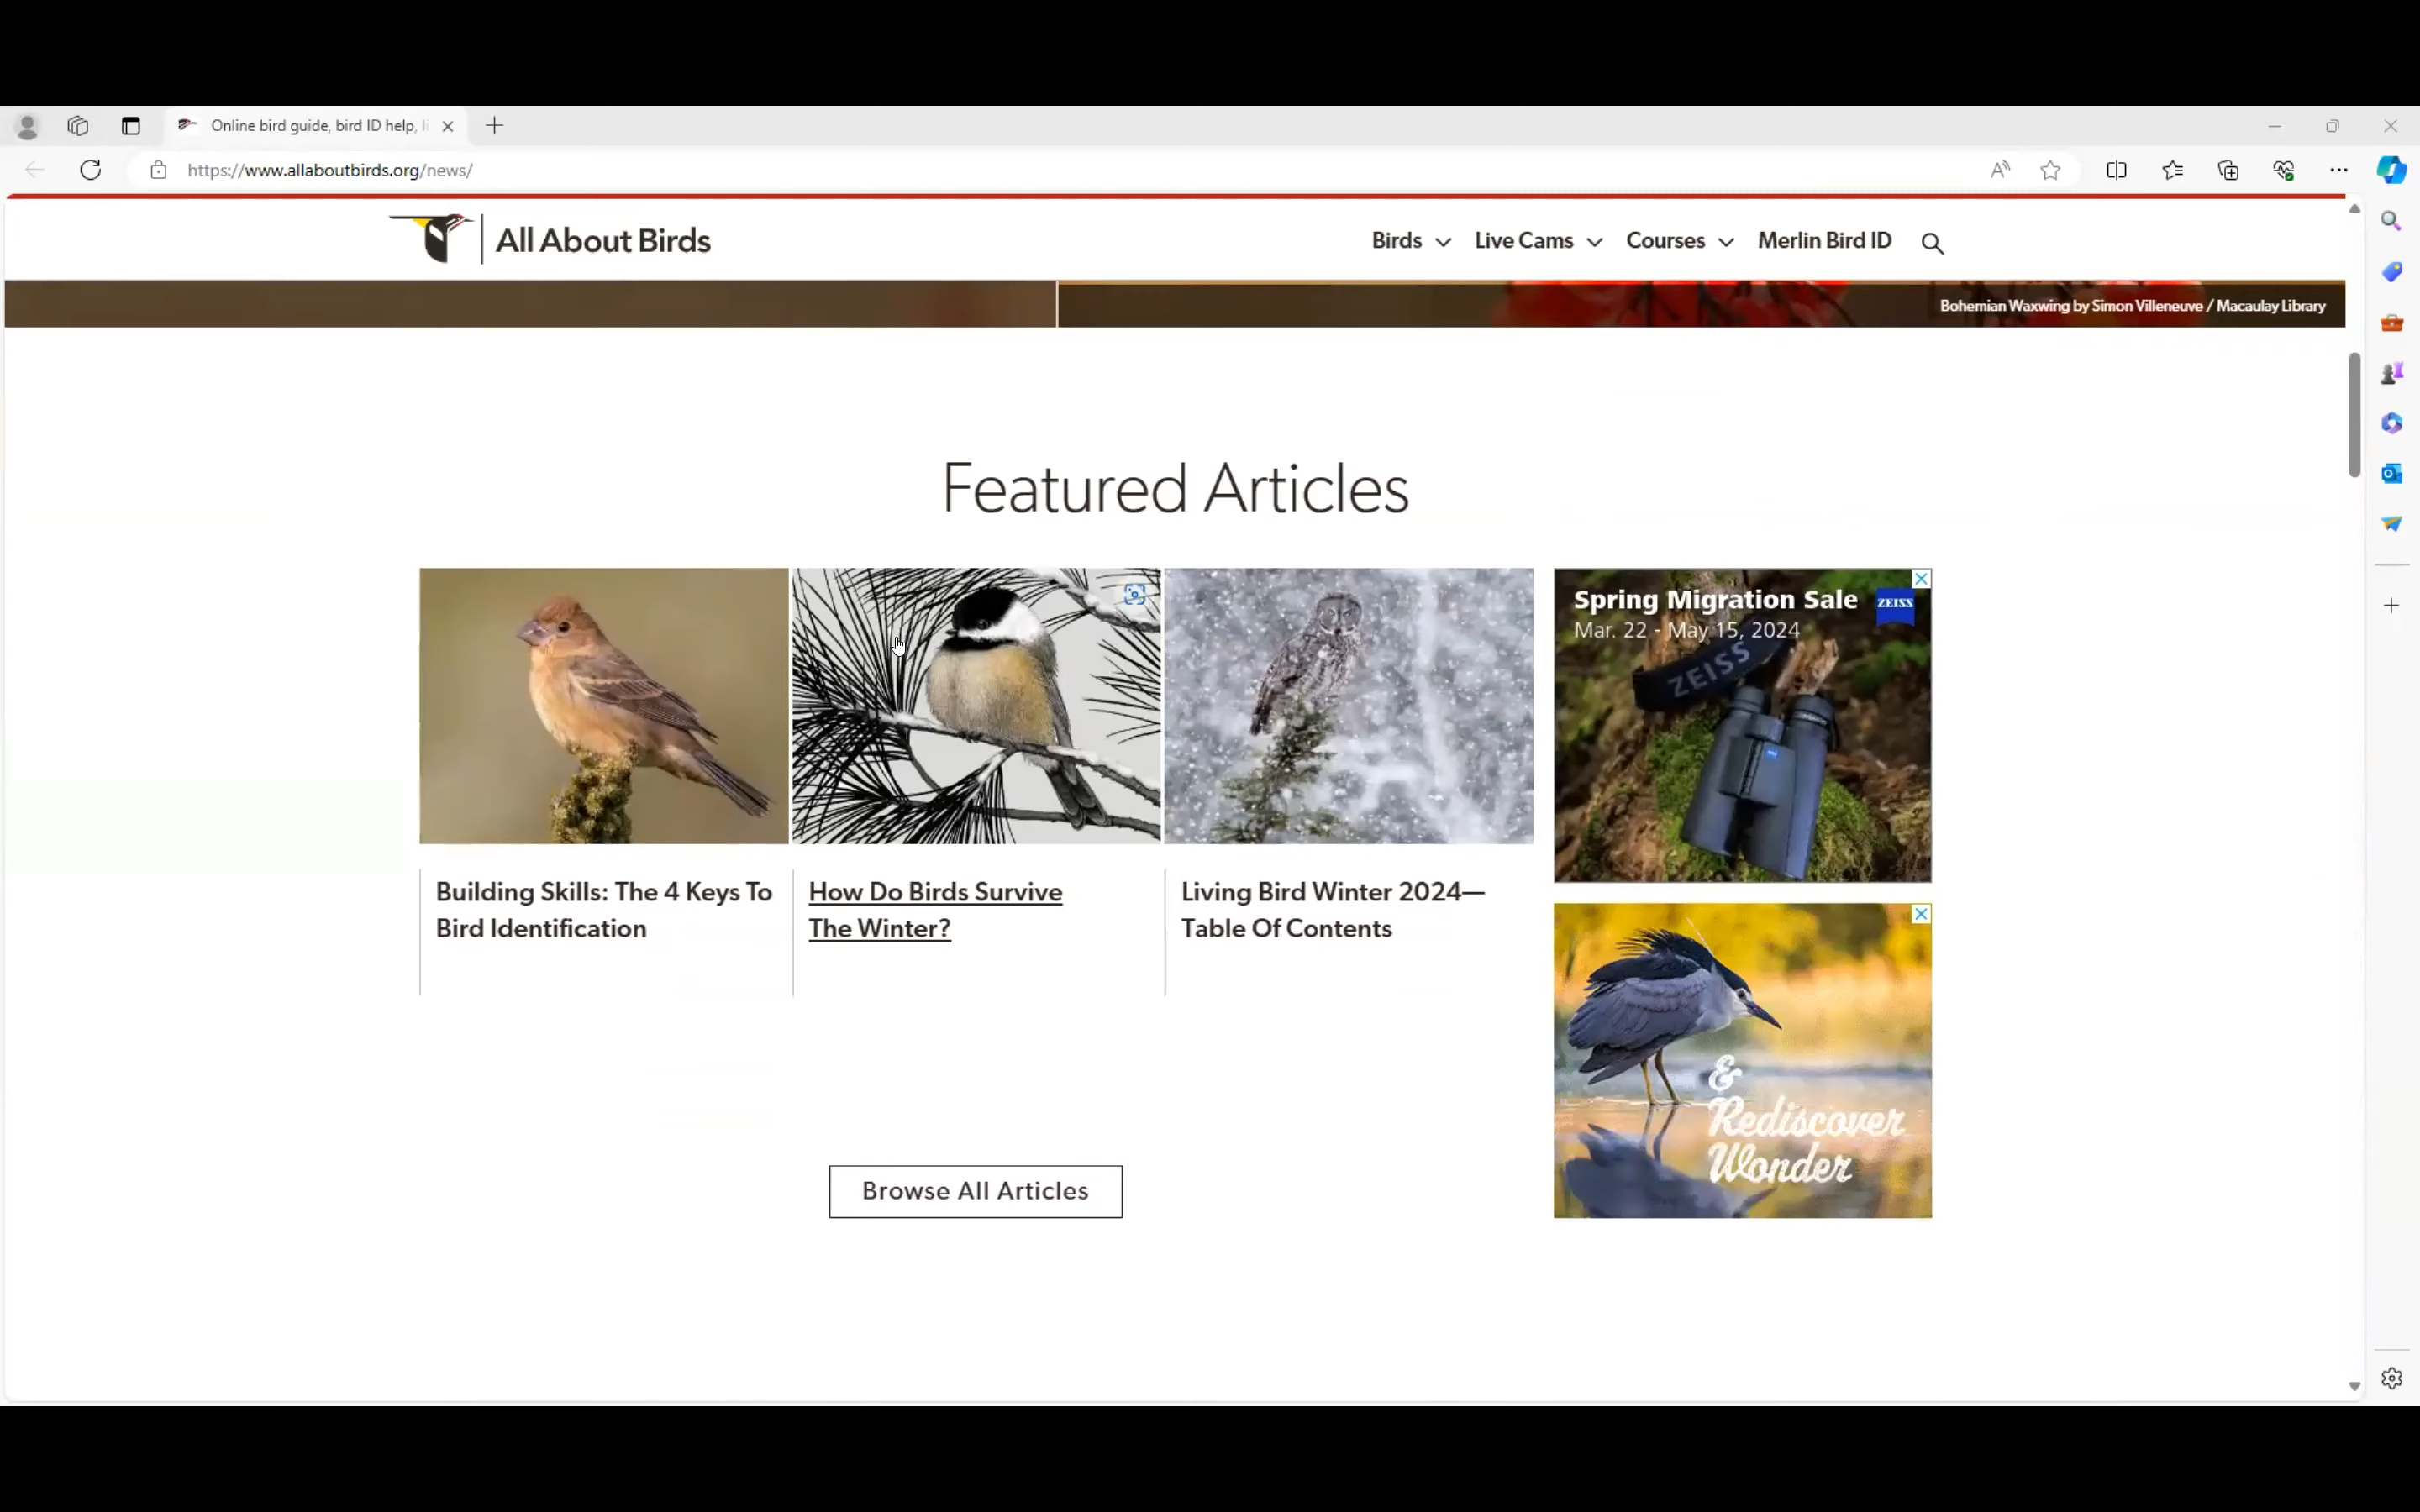 Online bird guide, bird ID help, li
https://www.allaboutbirds.org/news/
All About Birds
Birds
Live Cams
Courses
Merlin Bird ID
Bohemian Waxwing by Simon Villeneuve / Macaulay Library
Featured Articles
Building Skills: The 4 Keys To
Bird Identification
How Do Birds Survive
The Winter?
Living Bird Winter 2024—
Table Of Contents
Spring Migration Sale
Mar. 22 - May 15, 2024
ZEISS
ZEISS
&
Rediscover
Wonder
Browse All Articles